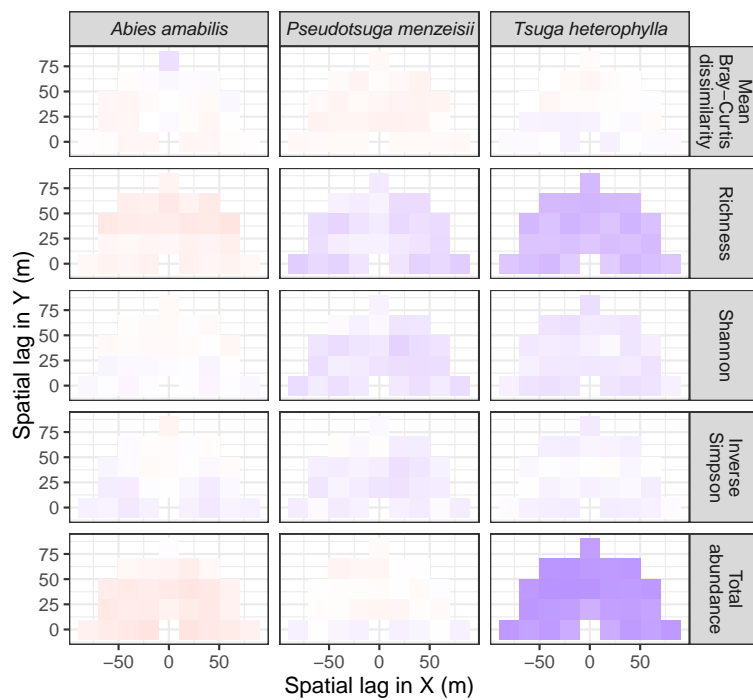 Abies amabilis Pseudotsuga menzeisii Tsuga heterophylla
75
50
25
0
Mean
Bray−Curtis
dissimilarity
75
50
25
0
Richness
75
50
25
0
Shannon
75
50
25
0
Inverse
Simpson
75
50
25
0
Total
abundance
−50 0 50 −50 0 50 −50 0 50
Spatial lag in X (m)
Spatial lag in Y (m)